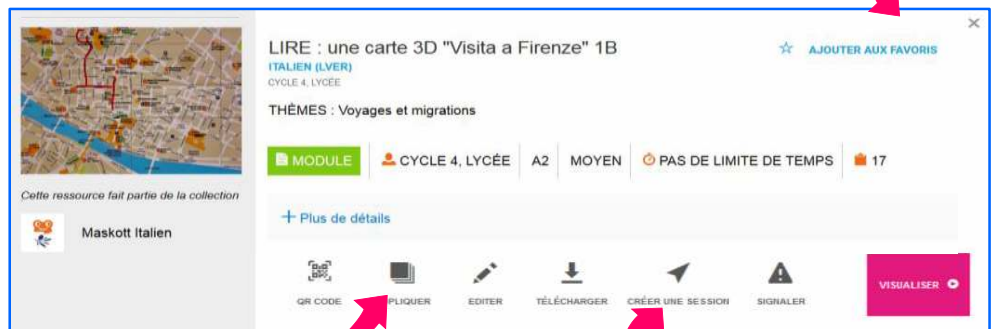 LIRE : une carte 3D "Visita a Firenze" 1B
AJOUTER AUX FAVORIS
ITALIEN (LVER)
CYCLE 4, LYCÉE
THÈMES : Voyages et migrations
MODULE CYCLE 4, LYCÉE A2 MOYEN PAS DE LIMITE DE TEMPS 17
Cette ressource fait partie de la collection
Maskott Italien
+ Plus de détails
QR CODE PLIQUER EDITER TÉLÉCHARGER CRÉER UNE SESSION SIGNALER
VISUALISER